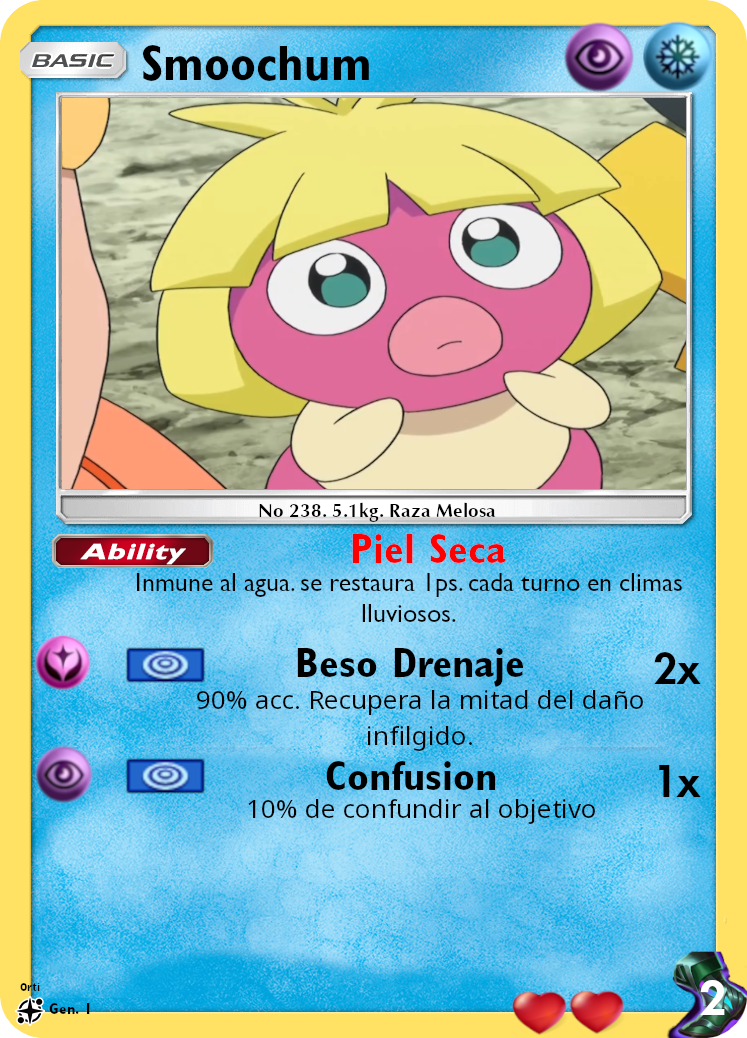 BASIC Smoochum
No 238. 5.1kg. Raza Melosa
Ability Piel Seca
Inmune al agua. se restaura 1ps. cada turno en climas
lluviosos.
Beso Drenaje 2x
90% acc. Recupera la mitad del daño
infilgido.
Confusion 1x
10% de confundir al objetivo
Orti
Gen. 1
2